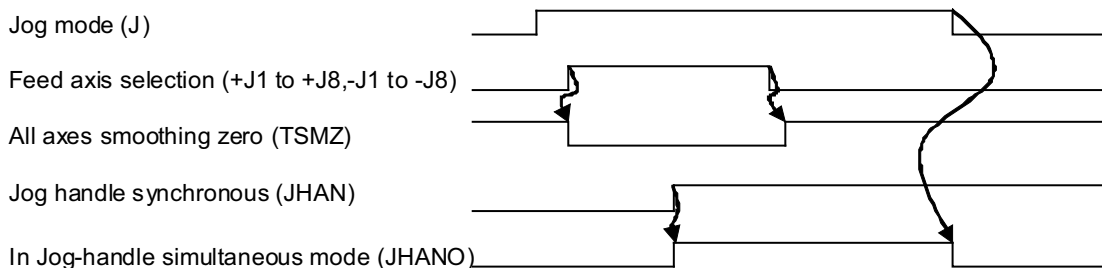 Jog mode (J)
Feed axis selection (+J1 to +J8,-J1 to -J8)
All axes smoothing zero (TSMZ)
Jog handle synchronous (JHAN)
In Jog-handle simultaneous mode (JHANO)